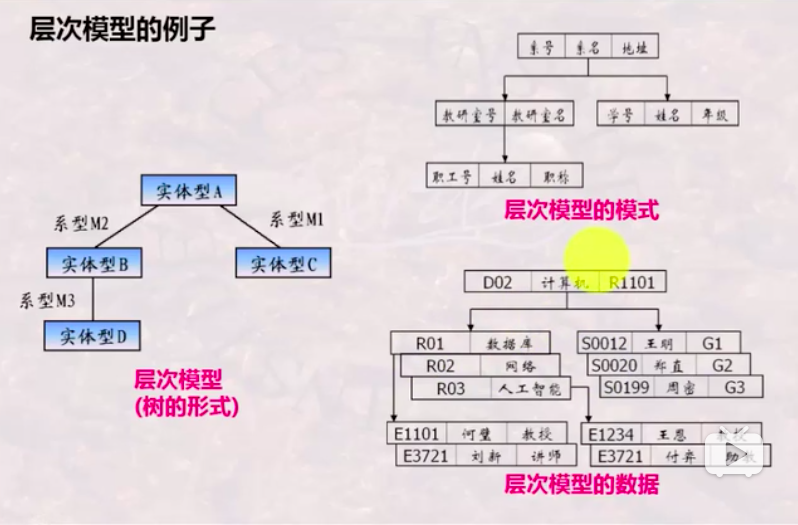 层次模型的例子
系号 系名 地址
教研室号 教研室名
学号 姓名 年级
职工号 姓名 职称
层次模型的模式
实体型A
系型M2
系型M1
实体型B
实体型C
系型M3
实体型D
层次模型
(树的形式)
D02 计算机 R1101
R01 数据库
R02 网络
R03 人工智能
S0012 王明 G1
S0020 郑直 G2
S0199 周密 G3
E1101 何璧 教授
E3721 刘新 讲师
E1234 王恩 教授
E3721 付弈 助教
层次模型的数据